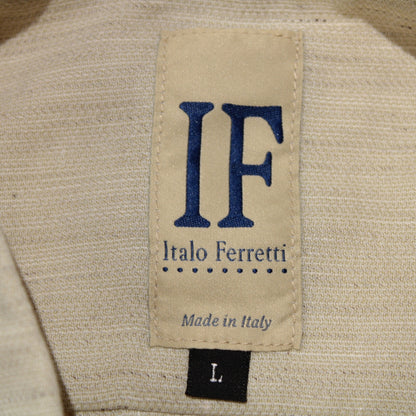 IF
Italo Ferretti
Made in Italy
L